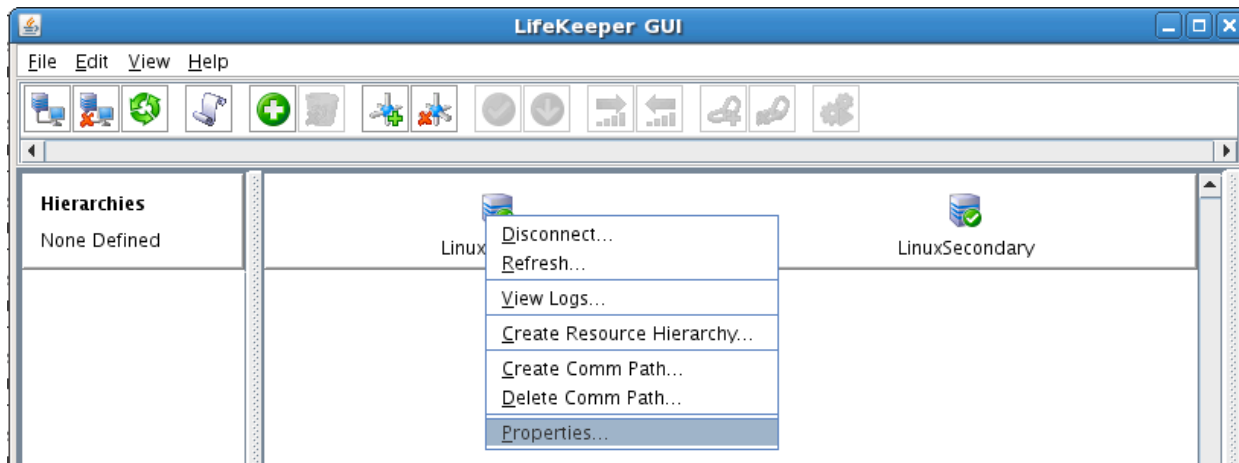 LifeKeeper GUI
File Edit View Help
Hierarchies
None Defined
Linux
LinuxSecondary
Disconnect...
Refresh...
View Logs...
Create Resource Hierarchy...
Create Comm Path...
Delete Comm Path...
Properties...